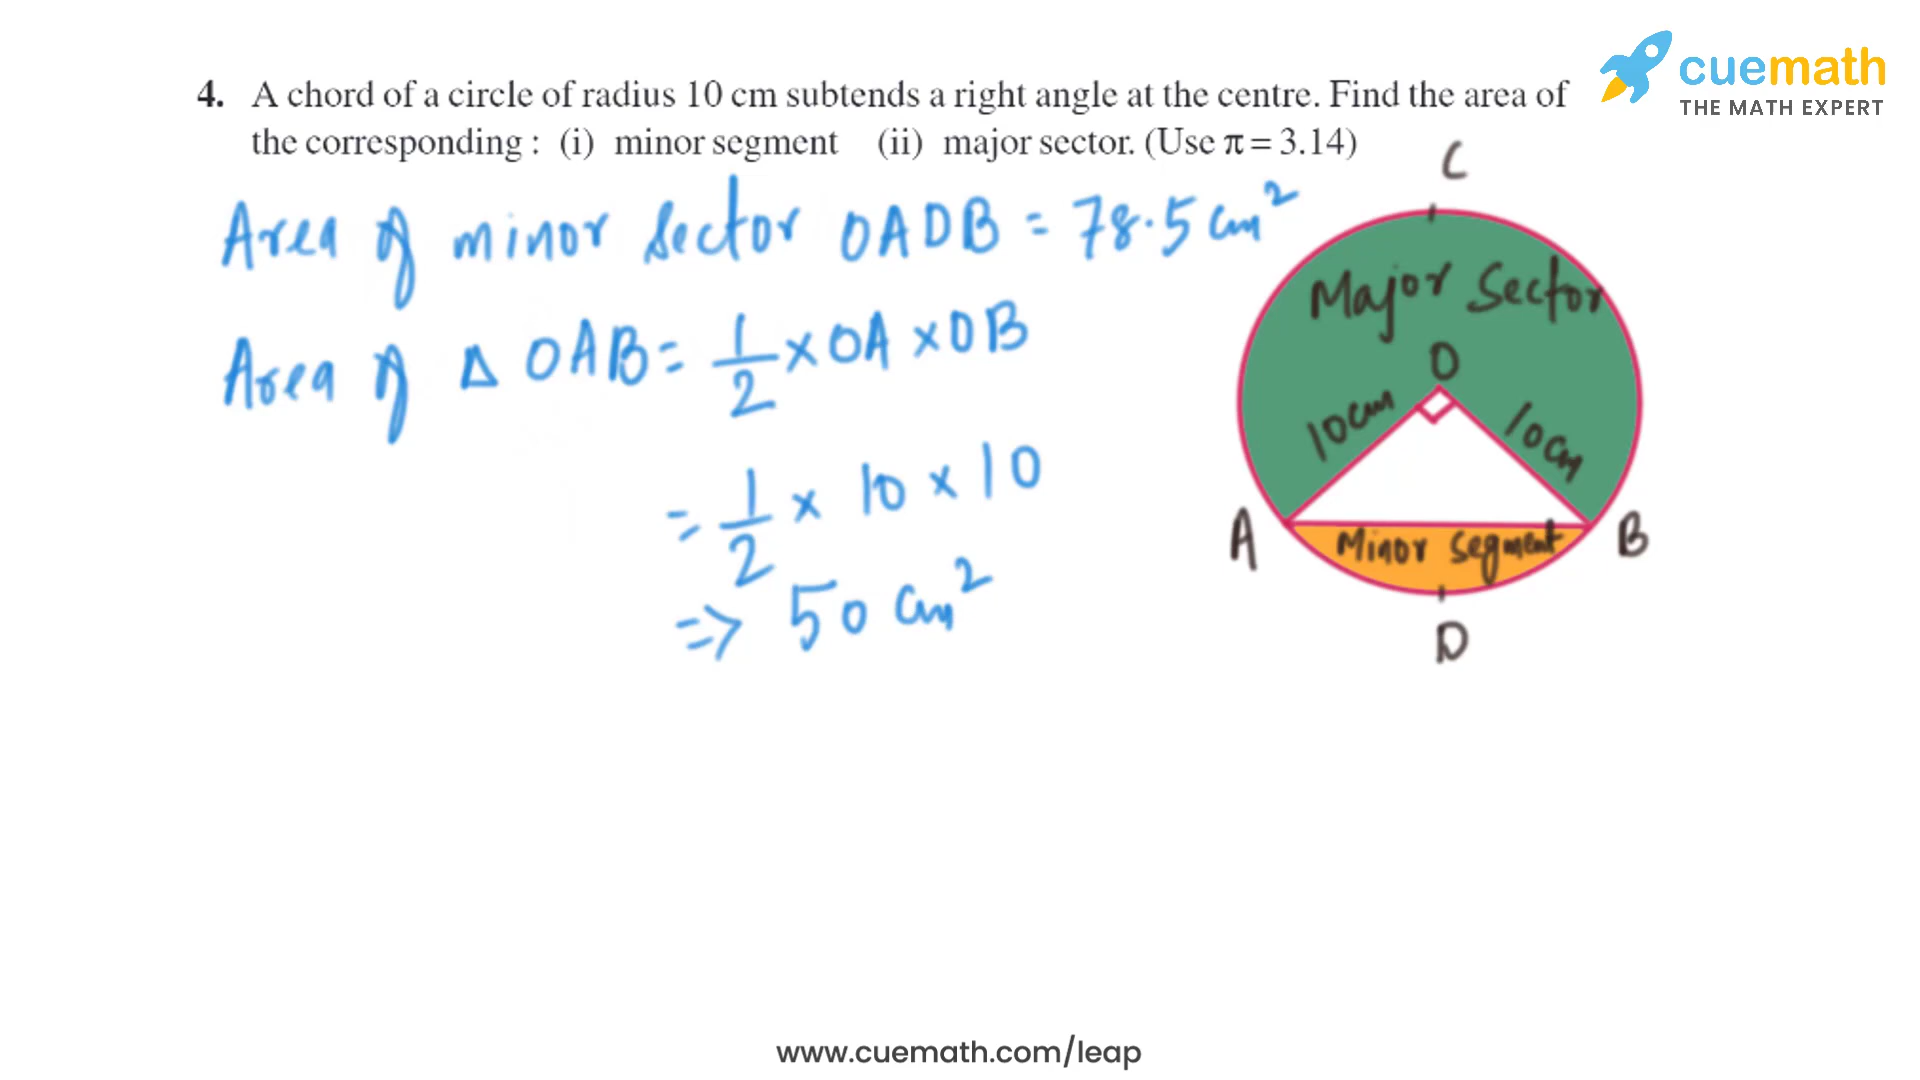 cuemath
THE MATH EXPERT
4. A chord of a circle of radius 10 cm subtends a right angle at the centre. Find the area of
the corresponding : (i) minor segment (ii) major sector. (Use π = 3.14)
Area of minor sector OADB = 78.5 cm²
Area of Δ OAB = 1/2 × OA × OB
= 1/2 × 10 × 10
=> 50 cm²
C
Major Sector
O
10cm 10cm
A B
Minor segment
D
www.cuemath.com/leap